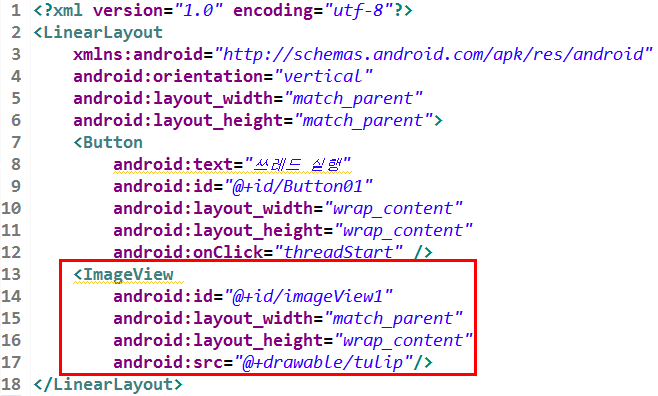 1 <?xml version="1.0" encoding="utf-8"?>
2 <LinearLayout
3 xmlns:android="http://schemas.android.com/apk/res/android"
4 android:orientation="vertical"
5 android:layout_width="match_parent"
6 android:layout_height="match_parent">
7 <Button
8 android:text="쓰레드 실행"
9 android:id="@+id/Button01"
10 android:layout_width="wrap_content"
11 android:layout_height="wrap_content"
12 android:onClick="threadStart" />
13 <ImageView
14 android:id="@+id/imageView1"
15 android:layout_width="match_parent"
16 android:layout_height="wrap_content"
17 android:src="@+drawable/tulip"/>
18 </LinearLayout>